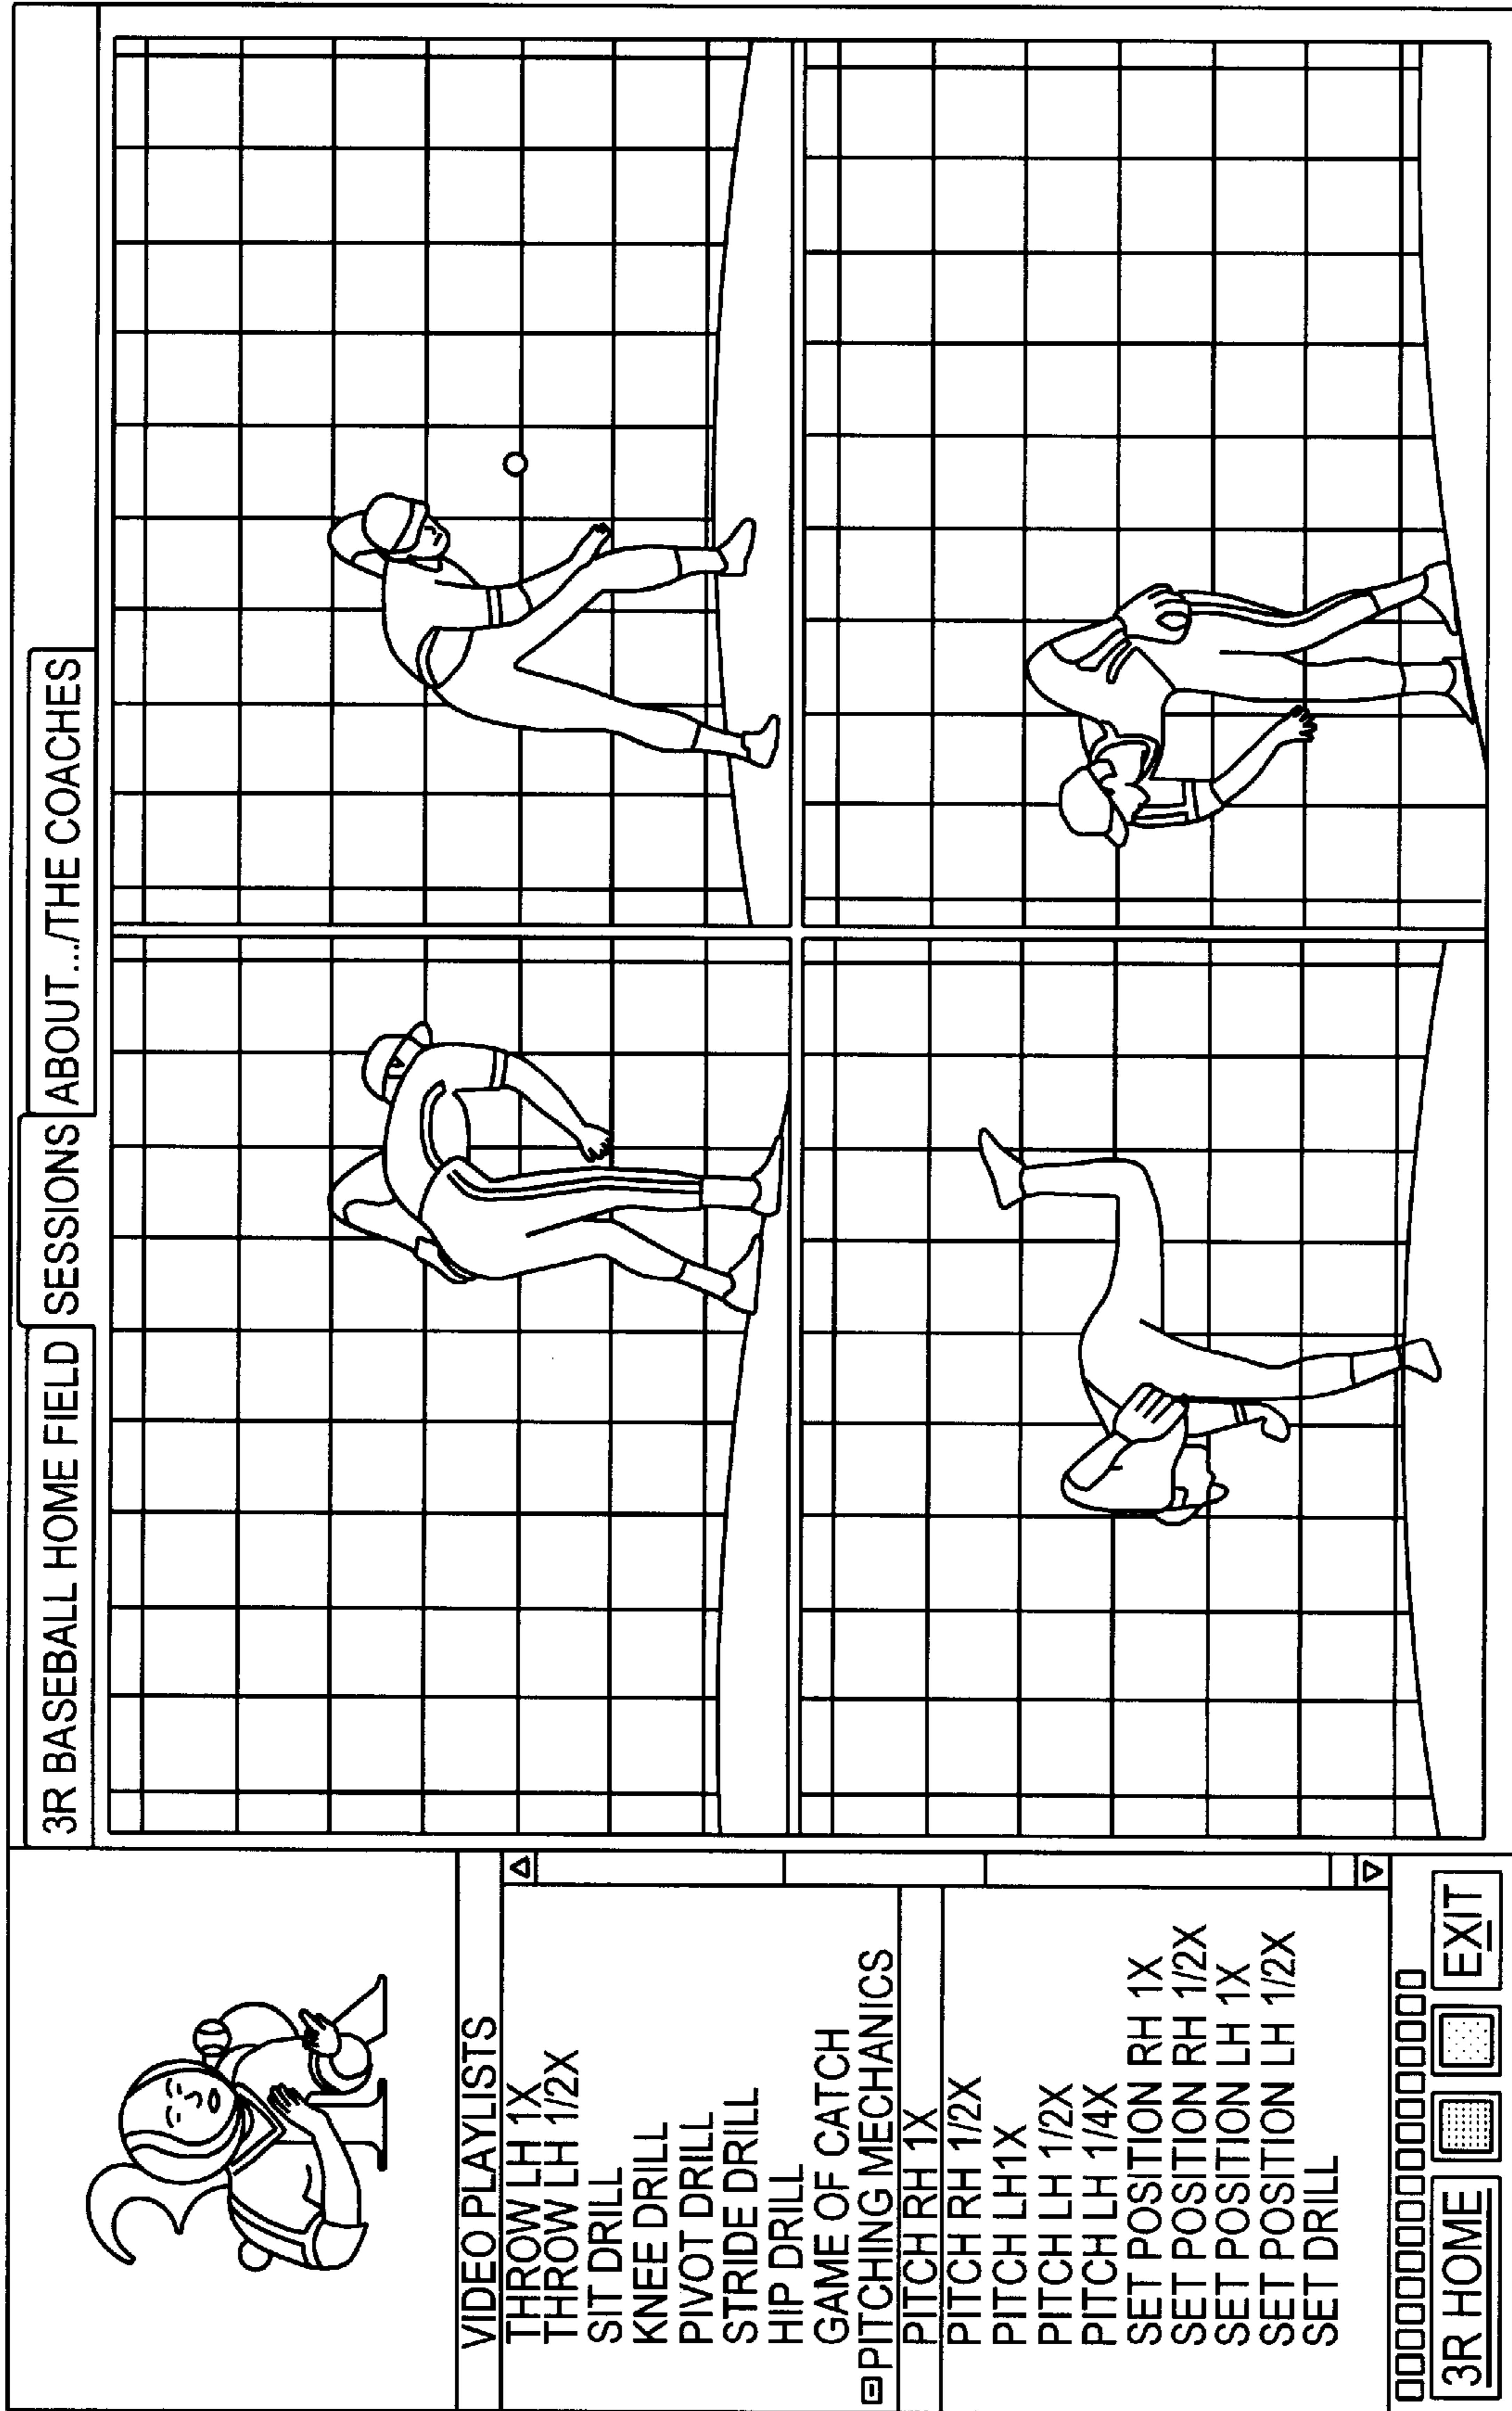 3R BASEBALL HOME FIELD
SESSIONS
ABOUT.../THE COACHES
VIDEO PLAYLISTS
THROW LH 1X
THROW LH 1/2X
SIT DRILL
KNEE DRILL
PIVOT DRILL
STRIDE DRILL
HIP DRILL
GAME OF CATCH
PITCHING MECHANICS
PITCH RH 1X
PITCH RH 1/2X
PITCH LH1X
PITCH LH 1/2X
PITCH LH 1/4X
SET POSITION RH 1X
SET POSITION RH 1/2X
SET POSITION LH 1X
SET POSITION LH 1/2X
SET DRILL
3R HOME
EXIT